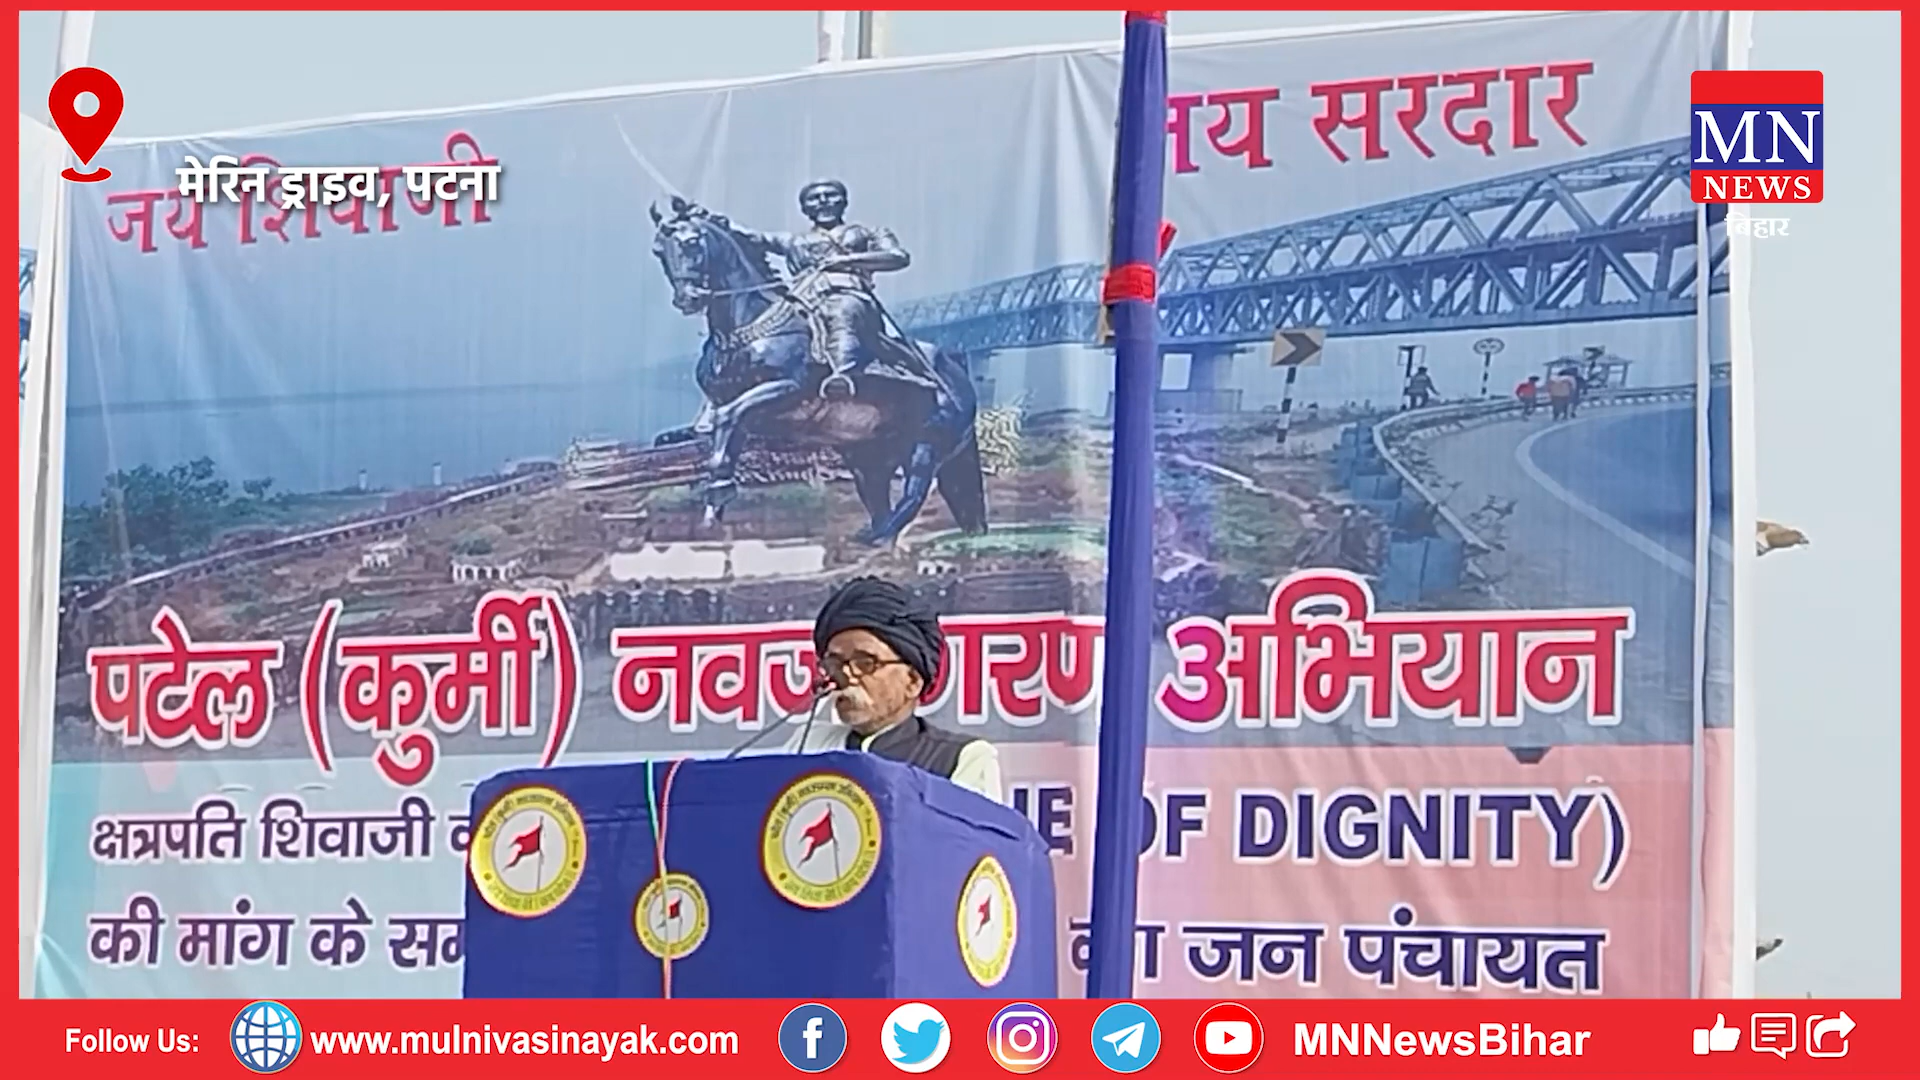 मेरिन ड्राइव, पटना
जय शिवाजी
जय सरदार
MN
NEWS
बिहार
पटेल (कुर्मी) नवजागरण अभियान
क्षत्रपति शिवाजी
OF DIGNITY)
की मांग के
का जन पंचायत
Follow Us:
www.mulnivasinayak.com
MNNewsBihar